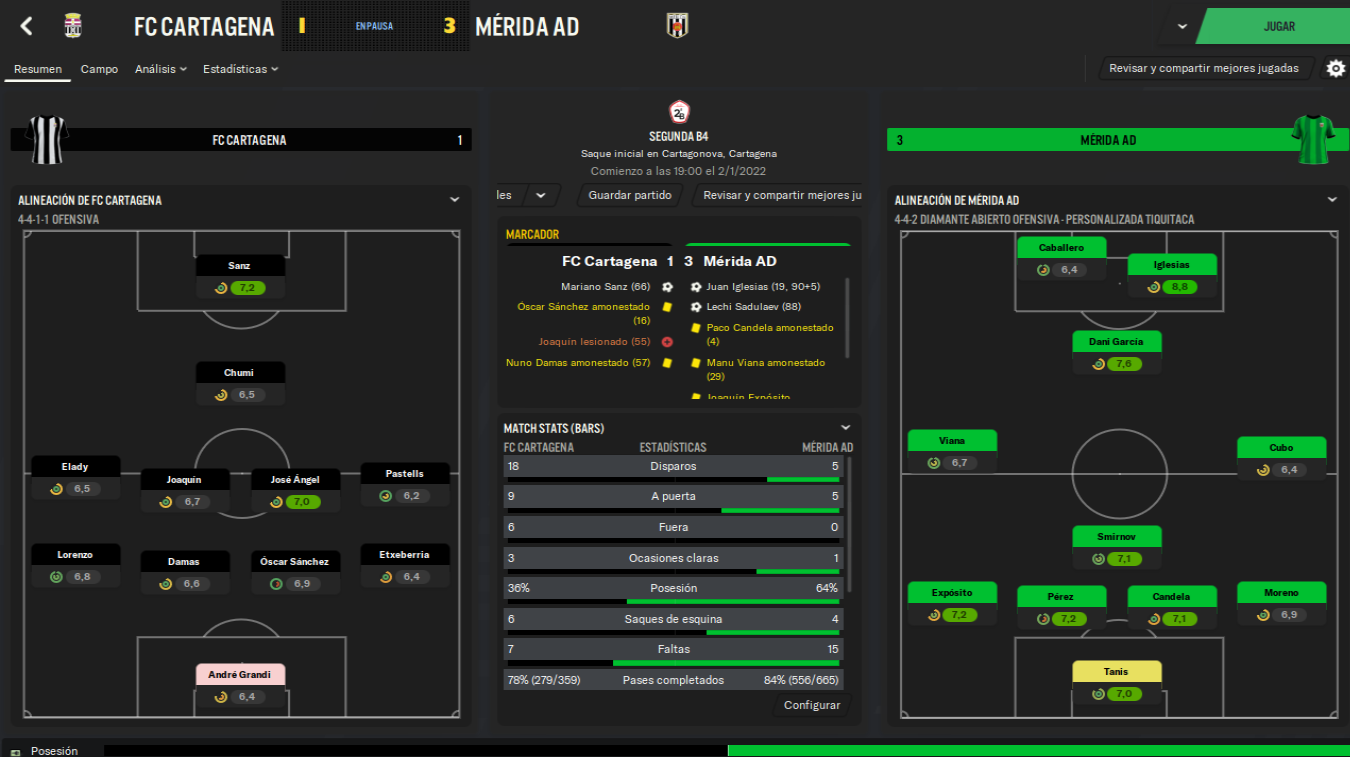 FC CARTAGENA 1 EN PAUSA 3 MÉRIDA AD
JUGAR
Resumen Campo Análisis Estadísticas
Revisar y compartir mejores jugadas
FC CARTAGENA 1
ALINEACIÓN DE FC CARTAGENA
4-4-1-1 OFENSIVA
Sanz
7,2
Chumi
6,5
Elady
6,5
Joaquín
6,7
José Ángel
7,0
Pastells
6,2
Lorenzo
6,8
Damas
6,6
Óscar Sánchez
6,9
Etxeberria
6,4
André Grandi
6,4
2ªB
SEGUNDA B4
Saque inicial en Cartagonova, Cartagena
Comienzo a las 19:00 el 2/1/2022
les Guardar partido Revisar y compartir mejores ju
MARCADOR
FC Cartagena 1 3 Mérida AD
Mariano Sanz (66)
Óscar Sánchez amonestado
(16)
Joaquín lesionado (55)
Nuno Damas amonestado (57)
Juan Iglesias (19, 90+5)
Lechi Sadulaev (88)
Paco Candela amonestado
(4)
Manu Viana amonestado
(29)
Joaquín Expósito
MATCH STATS (BARS)
FC CARTAGENA ESTADÍSTICAS MÉRIDA AD
18 Disparos 5
9 A puerta 5
6 Fuera 0
3 Ocasiones claras 1
36% Posesión 64%
6 Saques de esquina 4
7 Faltas 15
78% (279/359) Pases completados 84% (556/665)
Configurar
3 MÉRIDA AD
ALINEACIÓN DE MÉRIDA AD
4-4-2 DIAMANTE ABIERTO OFENSIVA - PERSONALIZADA TIQUITACA
Caballero
6,4
Iglesias
8,8
Dani García
7,6
Viana
6,7
Cubo
6,4
Smirnov
7,1
Expósito
7,2
Pérez
7,2
Candela
7,1
Moreno
6,9
Tanis
7,0
Posesión